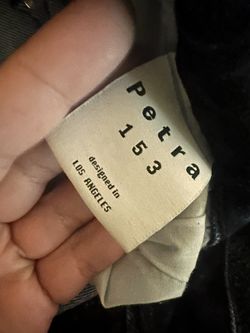 Petra
153
designed in
LOS ANGELES